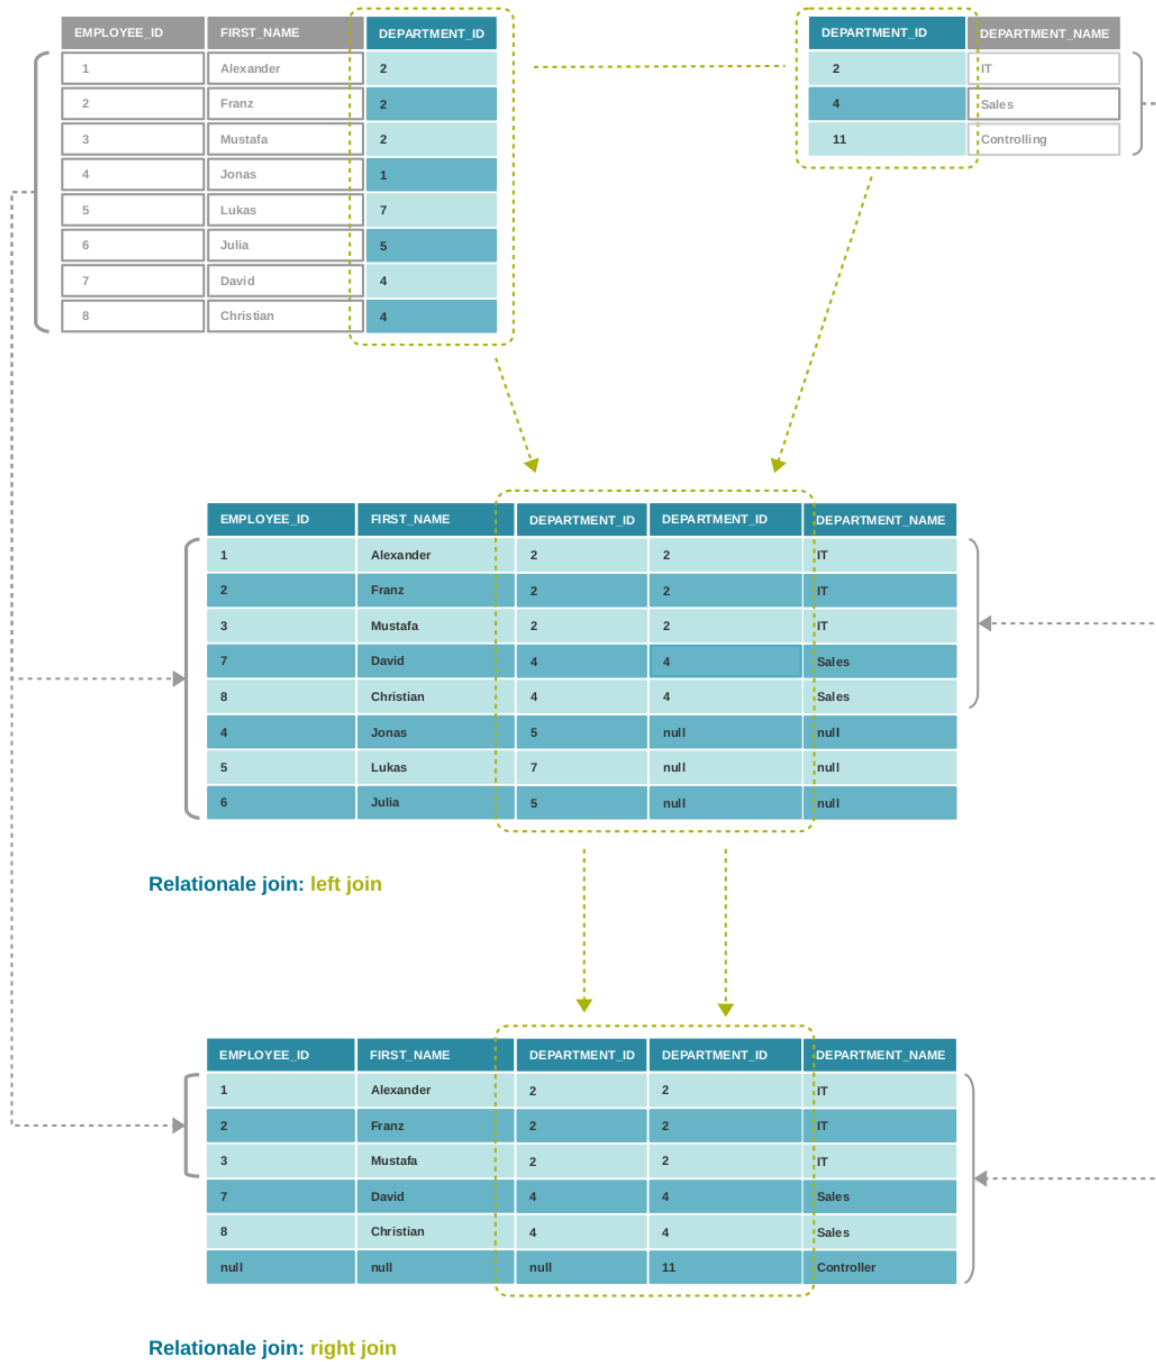 EMPLOYEE_ID FIRST_NAME DEPARTMENT_ID
1 Alexander 2
2 Franz 2
3 Mustafa 2
4 Jonas 1
5 Lukas 7
6 Julia 5
7 David 4
8 Christian 4
DEPARTMENT_ID DEPARTMENT_NAME
2 IT
4 Sales
11 Controlling
EMPLOYEE_ID FIRST_NAME DEPARTMENT_ID DEPARTMENT_ID DEPARTMENT_NAME
1 Alexander 2 2 IT
2 Franz 2 2 IT
3 Mustafa 2 2 IT
7 David 4 4 Sales
8 Christian 4 4 Sales
4 Jonas 5 null null
5 Lukas 7 null null
6 Julia 5 null null
Relationale join: left join
EMPLOYEE_ID FIRST_NAME DEPARTMENT_ID DEPARTMENT_ID DEPARTMENT_NAME
1 Alexander 2 2 IT
2 Franz 2 2 IT
3 Mustafa 2 2 IT
7 David 4 4 Sales
8 Christian 4 4 Sales
null null null 11 Controller
Relationale join: right join